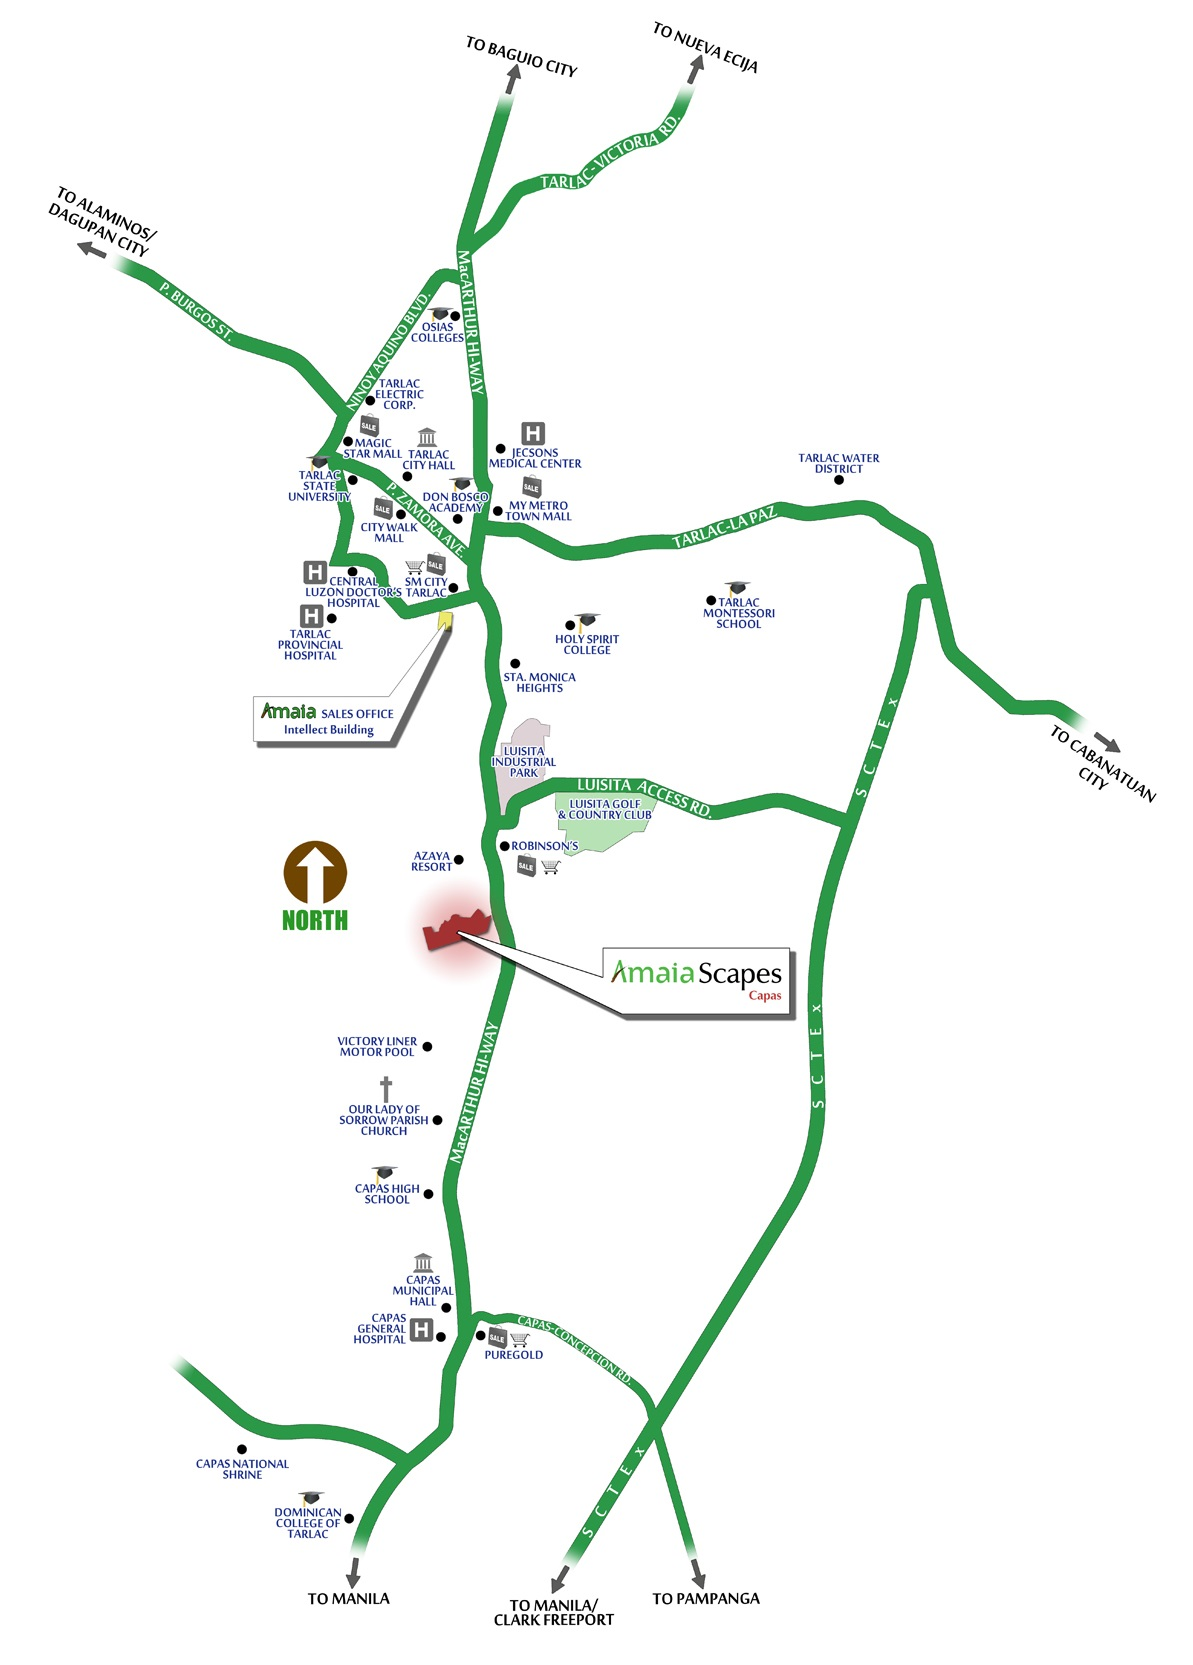 TO BAGUIO CITY
TO NUEVA ECIJA
TARLAC-VICTORIA RD.
TO ALAMINOS/
DAGUPAN CITY
P. BURGOS ST.
NINOY AQUINO BLVD.
MacARTHUR HI-WAY
OSIAS
COLLEGES
TARLAC
ELECTRIC
CORP.
SALE
MAGIC
STAR MALL
TARLAC
CITY HALL
H
JECSONS
MEDICAL CENTER
TARLAC WATER
DISTRICT
TARLAC
STATE
UNIVERSITY
P. ZAMORA AVE.
DON BOSCO
ACADEMY
SALE
MY METRO
TOWN MALL
SALE
CITY WALK
MALL
TARLAC-LA PAZ
H
CENTRAL
LUZON DOCTOR'S
HOSPITAL
SALE
SM CITY
TARLAC
H
TARLAC
PROVINCIAL
HOSPITAL
TARLAC
MONTESSORI
SCHOOL
HOLY SPIRIT
COLLEGE
STA. MONICA
HEIGHTS
Amaia SALES OFFICE
Intellect Building
SCTEx
TO CABANATUAN
CITY
LUISITA
INDUSTRIAL
PARK
LUISITA ACCESS RD.
LUISITA GOLF
& COUNTRY CLUB
ROBINSON'S
SALE
AZAYA
RESORT
NORTH
AmaiaScapes
Capas
SCTEx
VICTORY LINER
MOTOR POOL
MacARTHUR HI-WAY
OUR LADY OF
SORROW PARISH
CHURCH
CAPAS HIGH
SCHOOL
CAPAS
MUNICIPAL
HALL
CAPAS
GENERAL
HOSPITAL
H
SALE
PUREGOLD
CAPAS-CONCEPCION RD.
SCTEx
CAPAS NATIONAL
SHRINE
DOMINICAN
COLLEGE OF
TARLAC
TO MANILA
TO MANILA/
CLARK FREEPORT
TO PAMPANGA